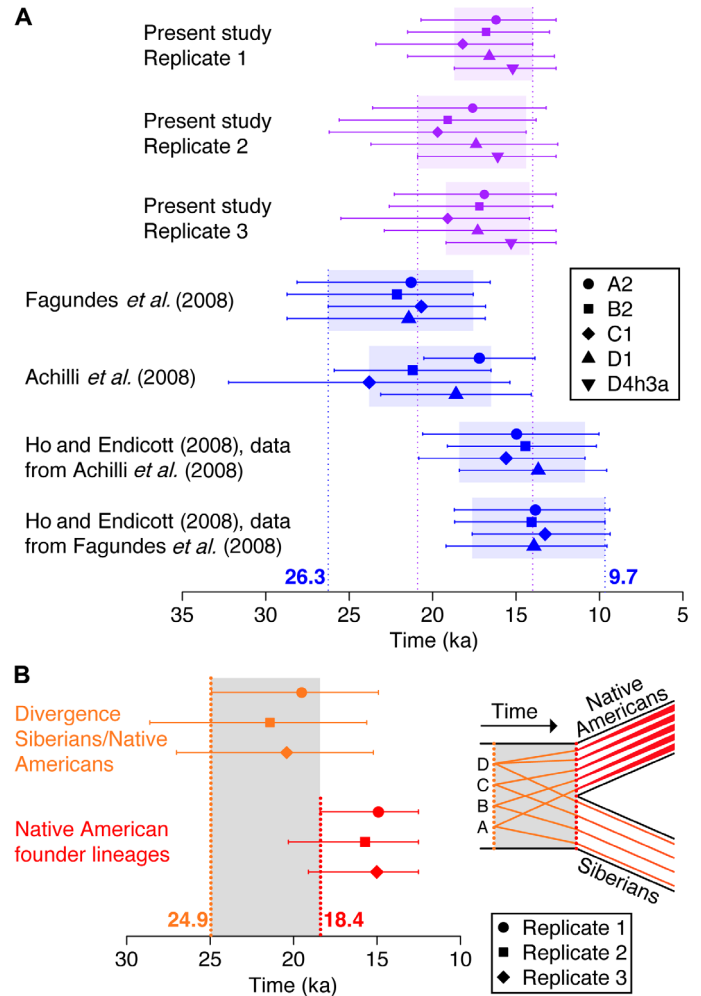 A
Present study
Replicate 1
Present study
Replicate 2
Present study
Replicate 3
Fagundes et al. (2008)
Achilli et al. (2008)
Ho and Endicott (2008), data
from Achilli et al. (2008)
Ho and Endicott (2008), data
from Fagundes et al. (2008)
A2
B2
C1
D1
D4h3a
26.3
9.7
35 30 25 20 15 10 5
Time (ka)
B
Divergence
Siberians/Native
Americans
Native American
founder lineages
24.9
18.4
30 25 20 15 10
Time (ka)
Time
Native
Americans
D
C
B
A
Siberians
Replicate 1
Replicate 2
Replicate 3